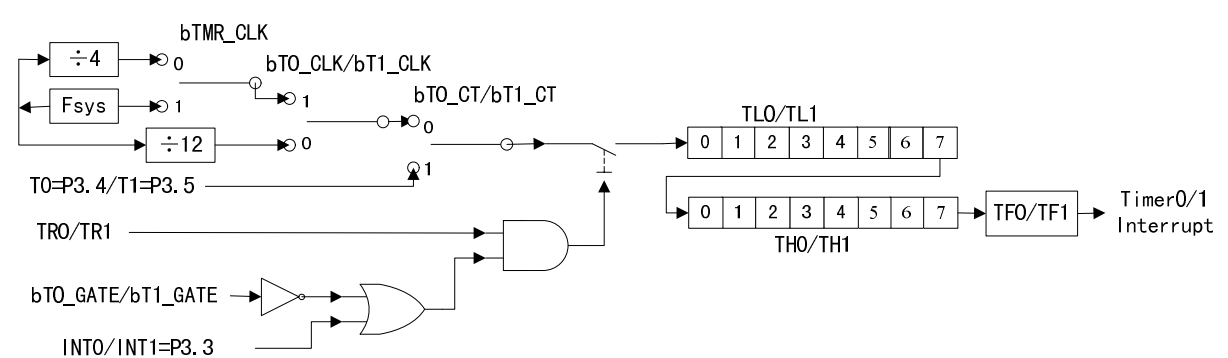 bTMR_CLK
÷4
0
bT0_CLK/bT1_CLK
Fsys
1
1
bT0_CT/bT1_CT
0
÷12
0
1
TL0/TL1
0 1 2 3 4 5 6 7
T0=P3.4/T1=P3.5
0 1 2 3 4 5 6 7
TH0/TH1
TF0/TF1
Timer0/1
Interrupt
TR0/TR1
bT0_GATE/bT1_GATE
INT0/INT1=P3.3